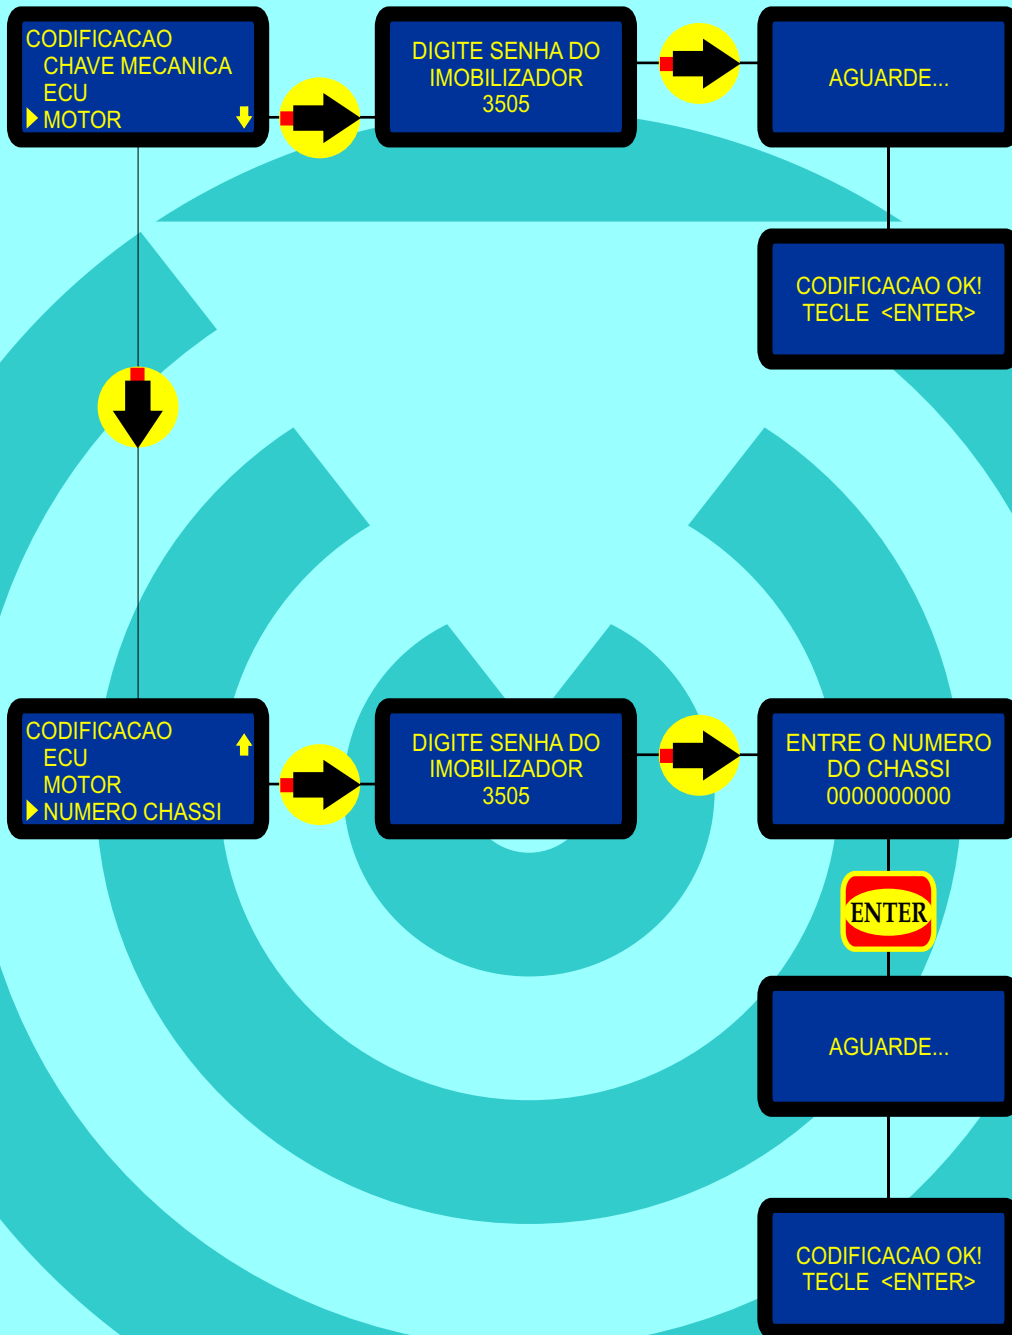 CODIFICACAO
CHAVE MECANICA
ECU
MOTOR
DIGITE SENHA DO
IMOBILIZADOR
3505
AGUARDE...
CODIFICACAO OK!
TECLE <ENTER>
CODIFICACAO
ECU
MOTOR
NUMERO CHASSI
DIGITE SENHA DO
IMOBILIZADOR
3505
ENTRE O NUMERO
DO CHASSI
0000000000
ENTER
AGUARDE...
CODIFICACAO OK!
TECLE <ENTER>